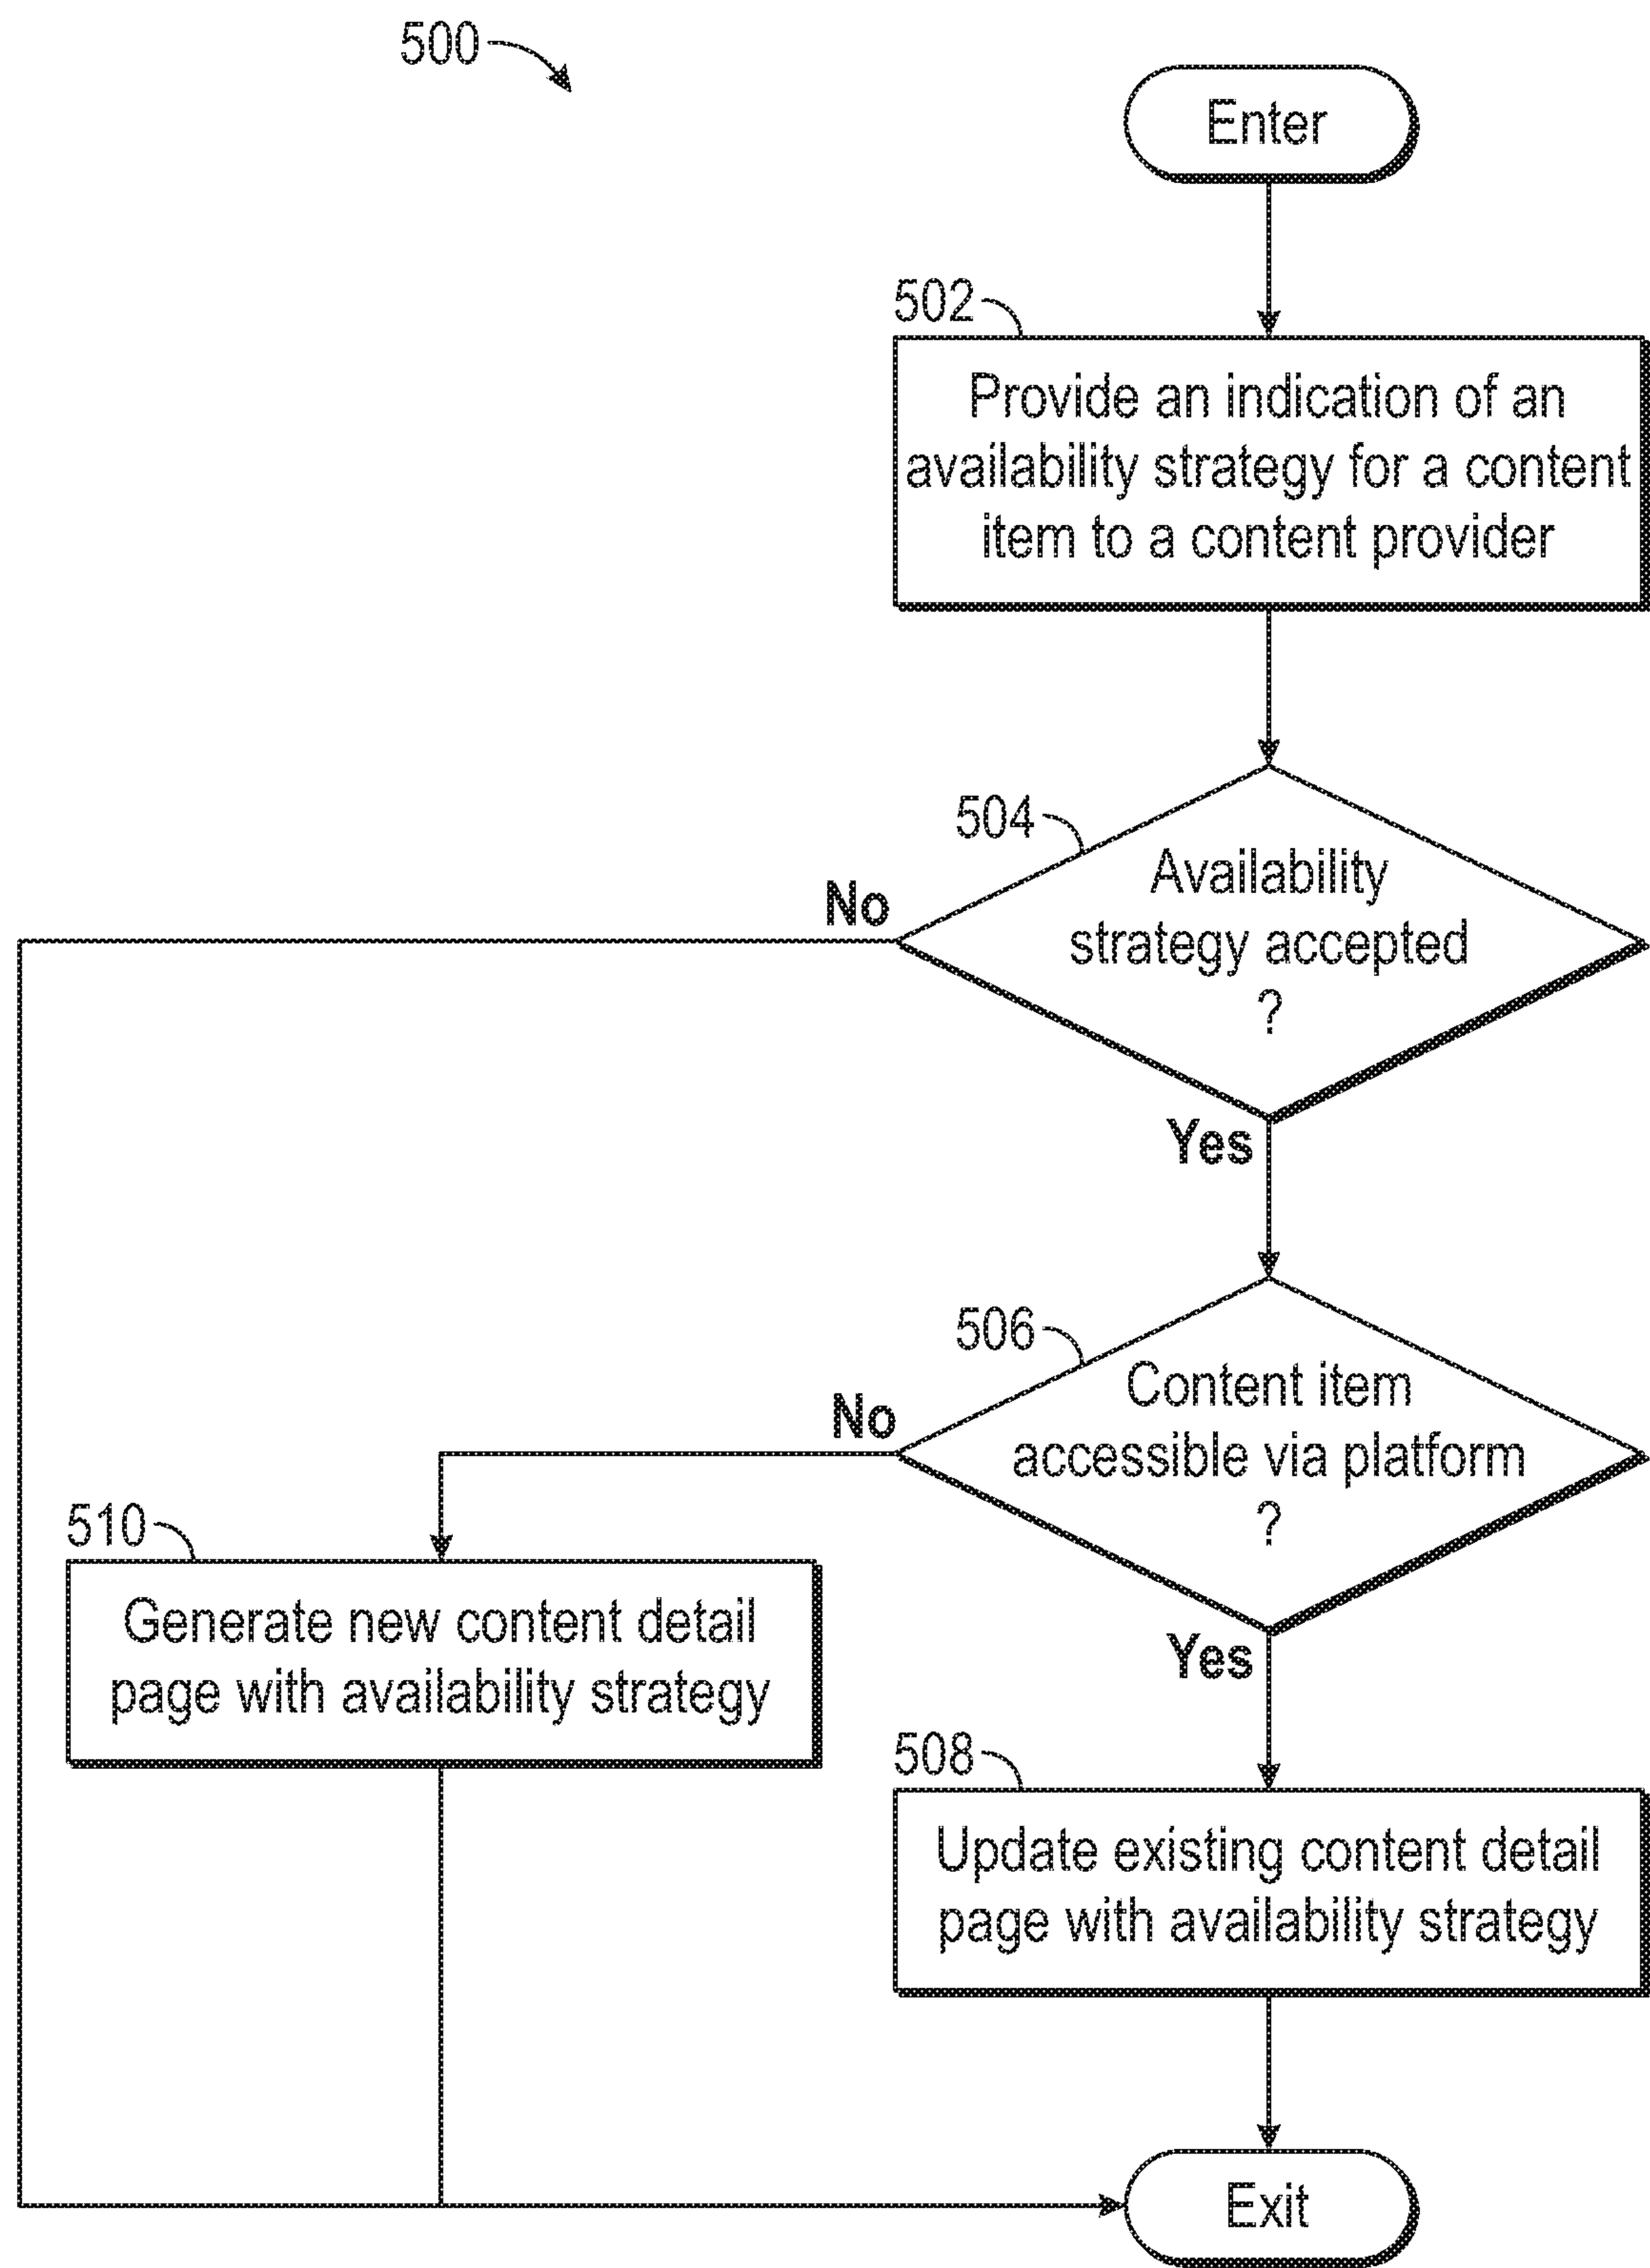 500
Enter
502
Provide an indication of an
availability strategy for a content
item to a content provider
504
Availability
strategy accepted
?
No
Yes
506
Content item
accessible via platform
?
No
Yes
510
Generate new content detail
page with availability strategy
508
Update existing content detail
page with availability strategy
Exit